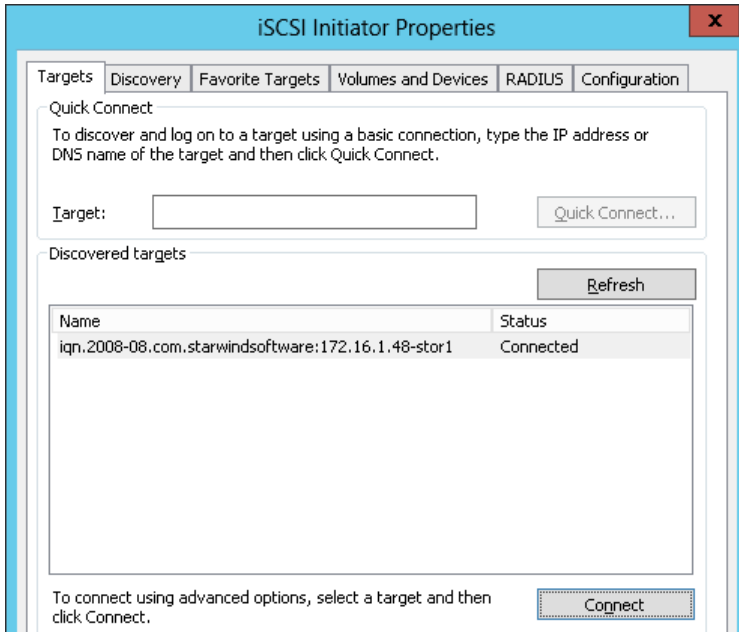 iSCSI Initiator Properties
x
Targets Discovery Favorite Targets Volumes and Devices RADIUS Configuration
Quick Connect
To discover and log on to a target using a basic connection, type the IP address or
DNS name of the target and then click Quick Connect.
Target:
Quick Connect...
Discovered targets
Refresh
Name Status
iqn.2008-08.com.starwindsoftware:172.16.1.48-stor1 Connected
To connect using advanced options, select a target and then
click Connect.
Connect